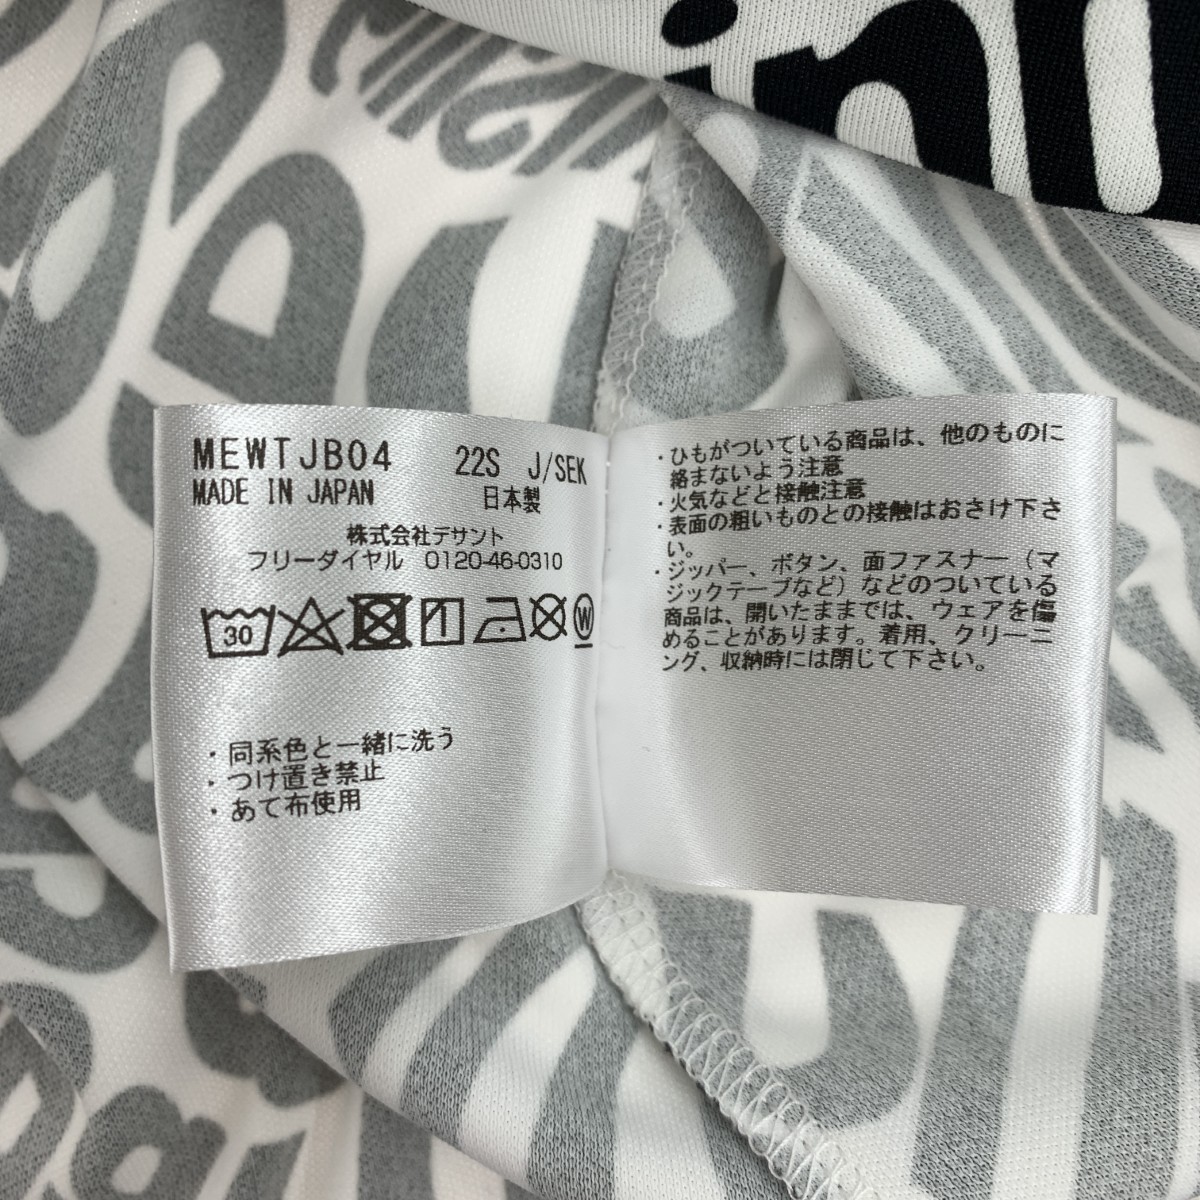 MEWTJB04 22S J/SEK
MADE IN JAPAN 日本製
株式会社デサント
フリーダイヤル 0120-46-0310
30
W
・同系色と一緒に洗う
・つけ置き禁止
・あて布使用
・ひもがついている商品は、他のものに
絡まないよう注意
・火気などと接触注意
・表面の粗いものとの接触はおさけ下さ
い。
・ジッパー、ボタン、面ファスナー（マ
ジックテープなど）などのついている
商品は、開いたままでは、ウェアを傷
めることがあります。着用、クリーニ
ング、収納時には閉じて下さい。